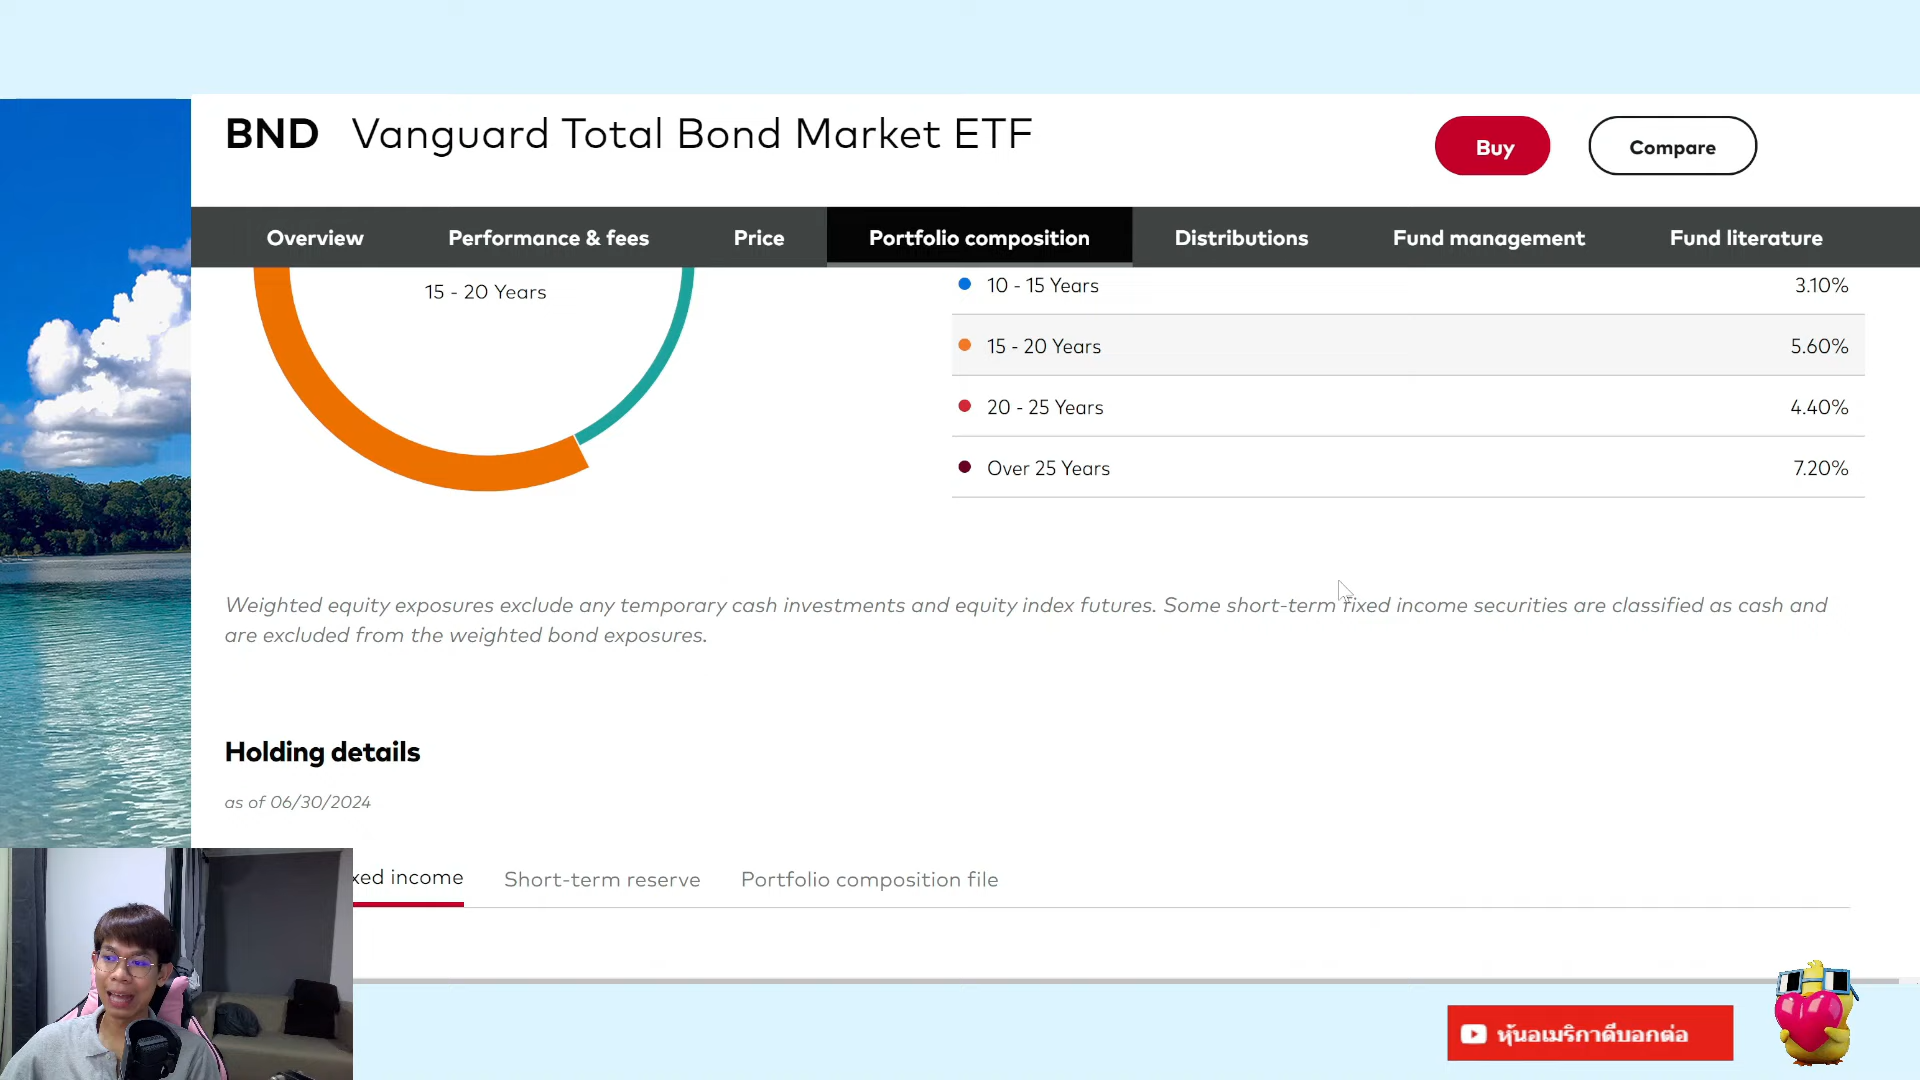 BND Vanguard Total Bond Market ETF
Buy
Compare
Overview
Performance & fees
Price
Portfolio composition
Distributions
Fund management
Fund literature
15 - 20 Years
10 - 15 Years 3.10%
15 - 20 Years 5.60%
20 - 25 Years 4.40%
Over 25 Years 7.20%
Weighted equity exposures exclude any temporary cash investments and equity index futures. Some short-term fixed income securities are classified as cash and
are excluded from the weighted bond exposures.
Holding details
as of 06/30/2024
xed income
Short-term reserve
Portfolio composition file
หุ้นอเมริกาดีบอกต่อ